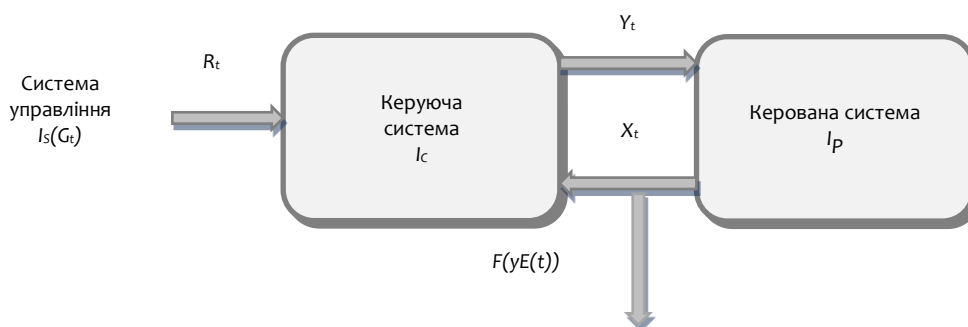 Y_t
R_t
Система
управління
I_S(G_t)
Керуюча
система
I_C
X_t
Керована система
I_P
F(yE(t))